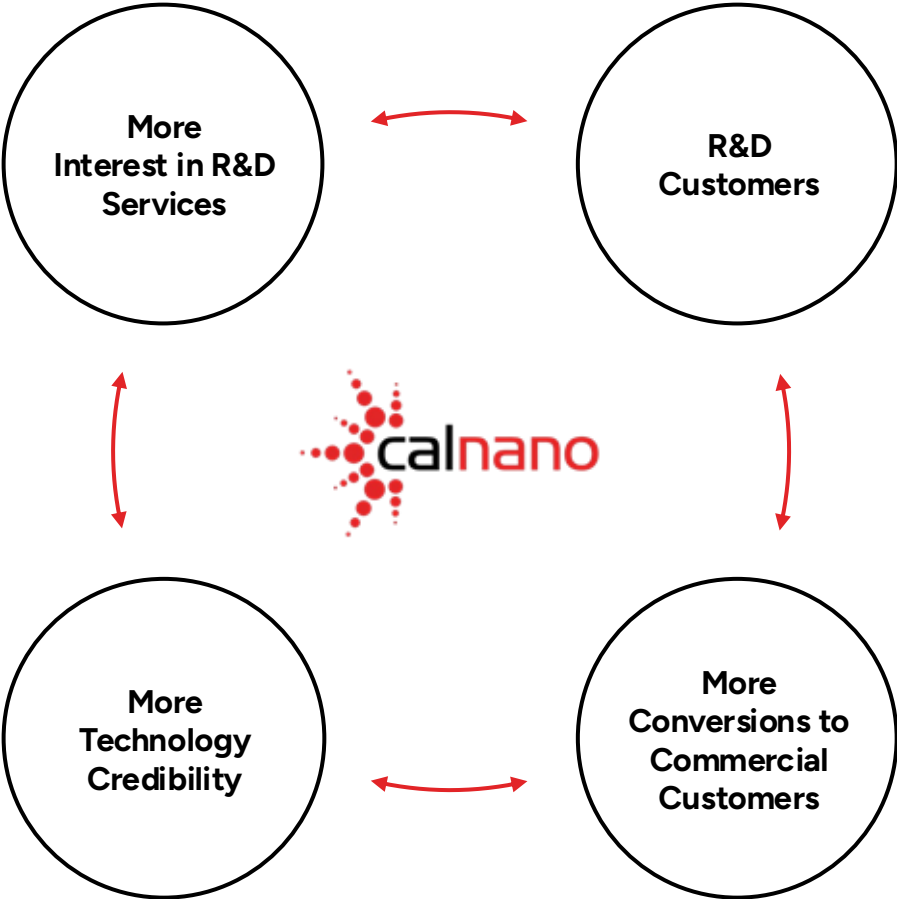 More
Interest in R&D
Services
R&D
Customers
calnano
More
Technology
Credibility
More
Conversions to
Commercial
Customers